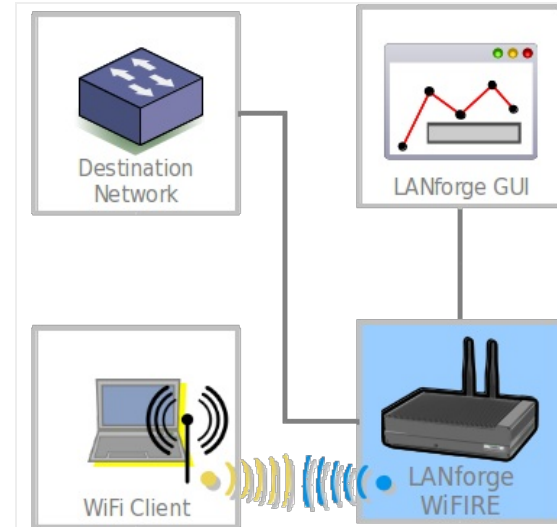 Destination
Network
LANforge GUI
WiFi Client
LANforge
WiFIRE